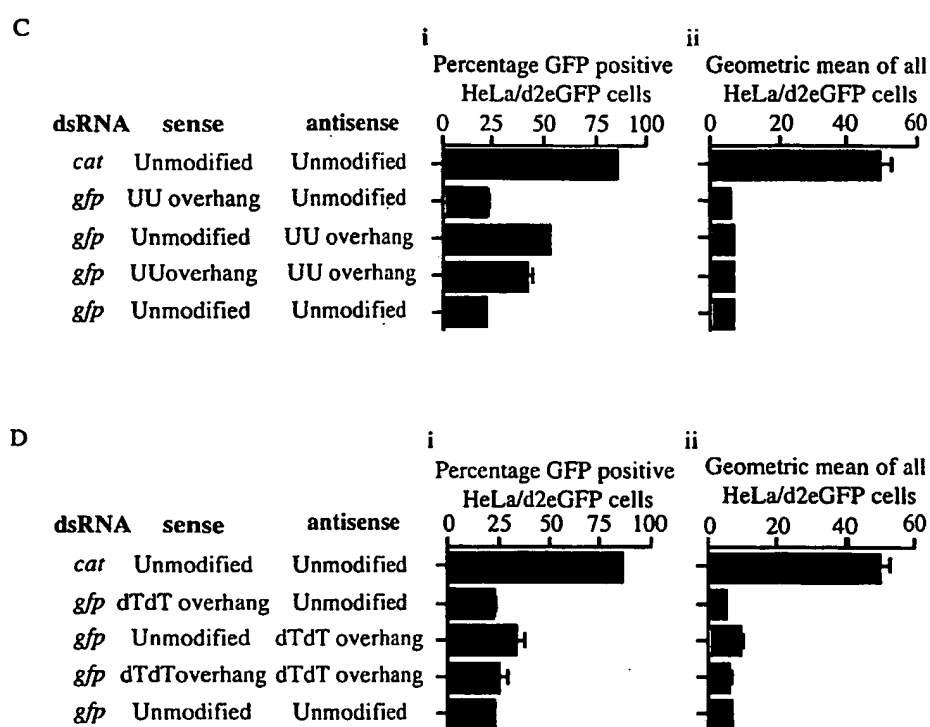 C
i ii
Percentage GFP positive Geometric mean of all
HeLa/d2eGFP cells HeLa/d2eGFP cells
dsRNA sense antisense 0 25 50 75 100 0 20 40 60
cat Unmodified Unmodified
gfp UU overhang Unmodified
gfp Unmodified UU overhang
gfp UUoverhang UU overhang
gfp Unmodified Unmodified
D
i ii
Percentage GFP positive Geometric mean of all
HeLa/d2eGFP cells HeLa/d2eGFP cells
dsRNA sense antisense 0 25 50 75 100 0 20 40 60
cat Unmodified Unmodified
gfp dTdT overhang Unmodified
gfp Unmodified dTdT overhang
gfp dTdToverhang dTdT overhang
gfp Unmodified Unmodified